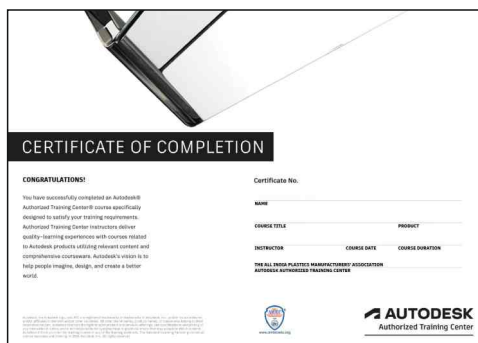 CERTIFICATE OF COMPLETION
CONGRATULATIONS!
You have successfully completed an Autodesk®
Authorized Training Center® course specifically
designed to satisfy your training requirements.
Authorized Training Center instructors deliver
quality-learning experiences with courses related
to Autodesk products utilizing relevant content and
comprehensive courseware. Autodesk's vision is to
help people imagine, design, and create a better
world.
Certificate No.
NAME
COURSE TITLE PRODUCT
INSTRUCTOR COURSE DATE COURSE DURATION
THE ALL INDIA PLASTICS MANUFACTURERS' ASSOCIATION
AUTODESK AUTHORIZED TRAINING CENTER
AUTODESK
Authorized Training Center